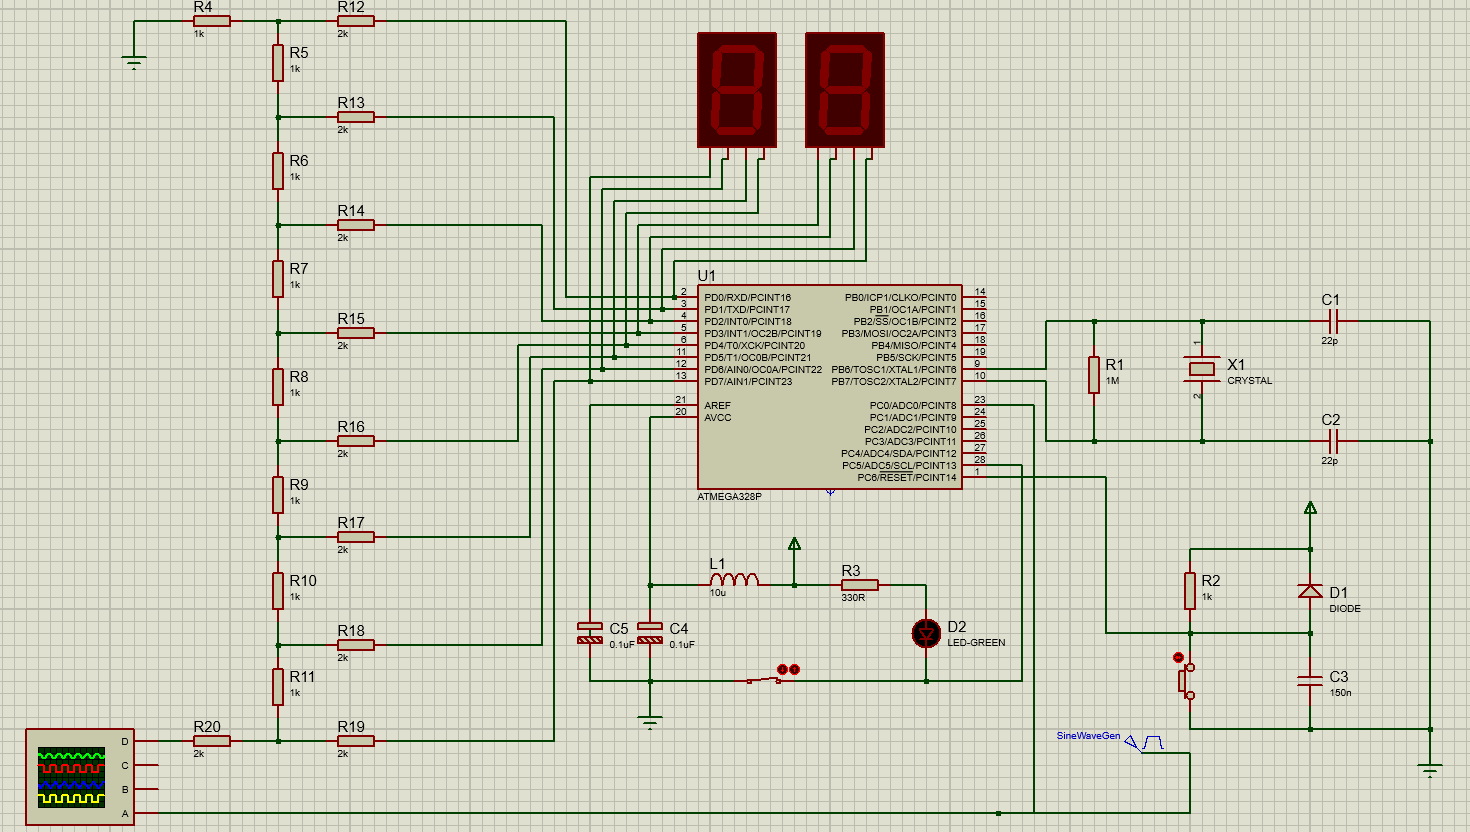 R4
1k
R12
2k
R5
1k
R13
2k
R6
1k
R14
2k
R7
1k
R15
2k
R8
1k
R16
2k
R9
1k
R17
2k
R10
1k
R18
2k
R11
1k
R20
2k
R19
2k
D
C
B
A
U1
2 PD0/RXD/PCINT16
3 PD1/TXD/PCINT17
4 PD2/INT0/PCINT18
5 PD3/INT1/OC2B/PCINT19
6 PD4/T0/XCK/PCINT20
11 PD5/T1/OC0B/PCINT21
12 PD6/AIN0/OC0A/PCINT22
13 PD7/AIN1/PCINT23
21 AREF
20 AVCC
PB0/ICP1/CLKO/PCINT0 14
PB1/OC1A/PCINT1 15
PB2/SS/OC1B/PCINT2 16
PB3/MOSI/OC2A/PCINT3 17
PB4/MISO/PCINT4 18
PB5/SCK/PCINT5 19
PB6/TOSC1/XTAL1/PCINT6 9
PB7/TOSC2/XTAL2/PCINT7 10
PC0/ADC0/PCINT8 23
PC1/ADC1/PCINT9 24
PC2/ADC2/PCINT10 25
PC3/ADC3/PCINT11 26
PC4/ADC4/SDA/PCINT12 27
PC5/ADC5/SCL/PCINT13 28
PC6/RESET/PCINT14 1
ATMEGA328P
L1
10u
R3
330R
C5
0.1uF
C4
0.1uF
D2
LED-GREEN
R1
1M
1
X1
CRYSTAL
2
C1
22p
C2
22p
R2
1k
D1
DIODE
C3
150n
SineWaveGen